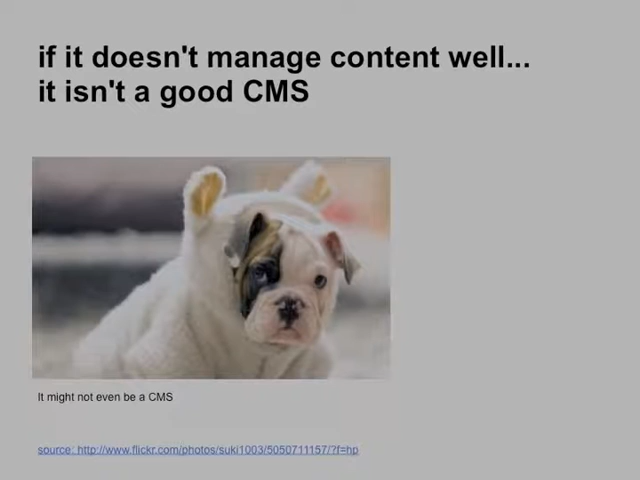 if it doesn't manage content well...
it isn't a good CMS
It might not even be a CMS
source: http://www.flickr.com/photos/suki1003/5050711157/?f=hp